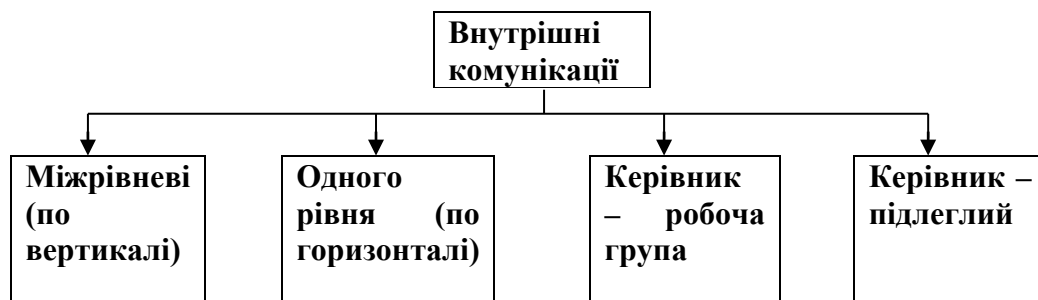 Внутрішні
комунікації
Міжрівневі
(по
вертикалі)
Одного
рівня (по
горизонталі)
Керівник
– робоча
група
Керівник –
підлеглий